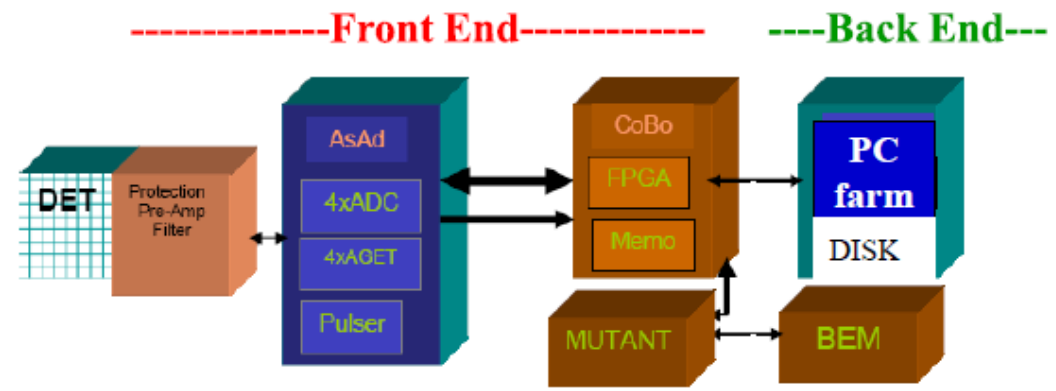 -------------Front End------------
----Back End---
DET
Protection
Pre-Amp
Filter
AsAd
4xADC
4xAGET
Pulser
CoBo
FPGA
Memo
PC
farm
DISK
MUTANT
BEM